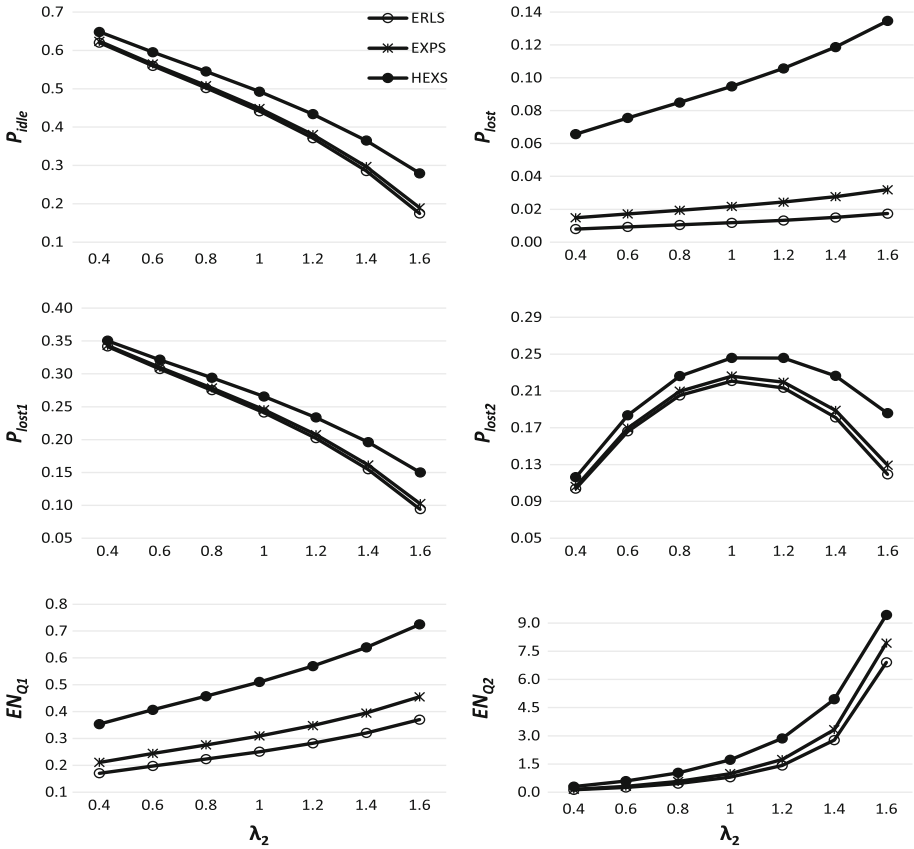 0.7
0.6
0.5
0.4
0.3
0.2
0.1
P_idle
0.4 0.6 0.8 1 1.2 1.4 1.6
ERLS
EXPS
HEXS
0.14
0.12
0.10
0.08
0.06
0.04
0.02
0.00
P_lost
0.4 0.6 0.8 1 1.2 1.4 1.6
0.40
0.35
0.30
0.25
0.20
0.15
0.10
0.05
P_lost1
0.4 0.6 0.8 1 1.2 1.4 1.6
0.29
0.25
0.21
0.17
0.13
0.09
0.05
P_lost2
0.4 0.6 0.8 1 1.2 1.4 1.6
0.8
0.7
0.6
0.5
0.4
0.3
0.2
0.1
EN_Q1
0.4 0.6 0.8 1 1.2 1.4 1.6
λ₂
9.0
7.5
6.0
4.5
3.0
1.5
0.0
EN_Q2
0.4 0.6 0.8 1 1.2 1.4 1.6
λ₂